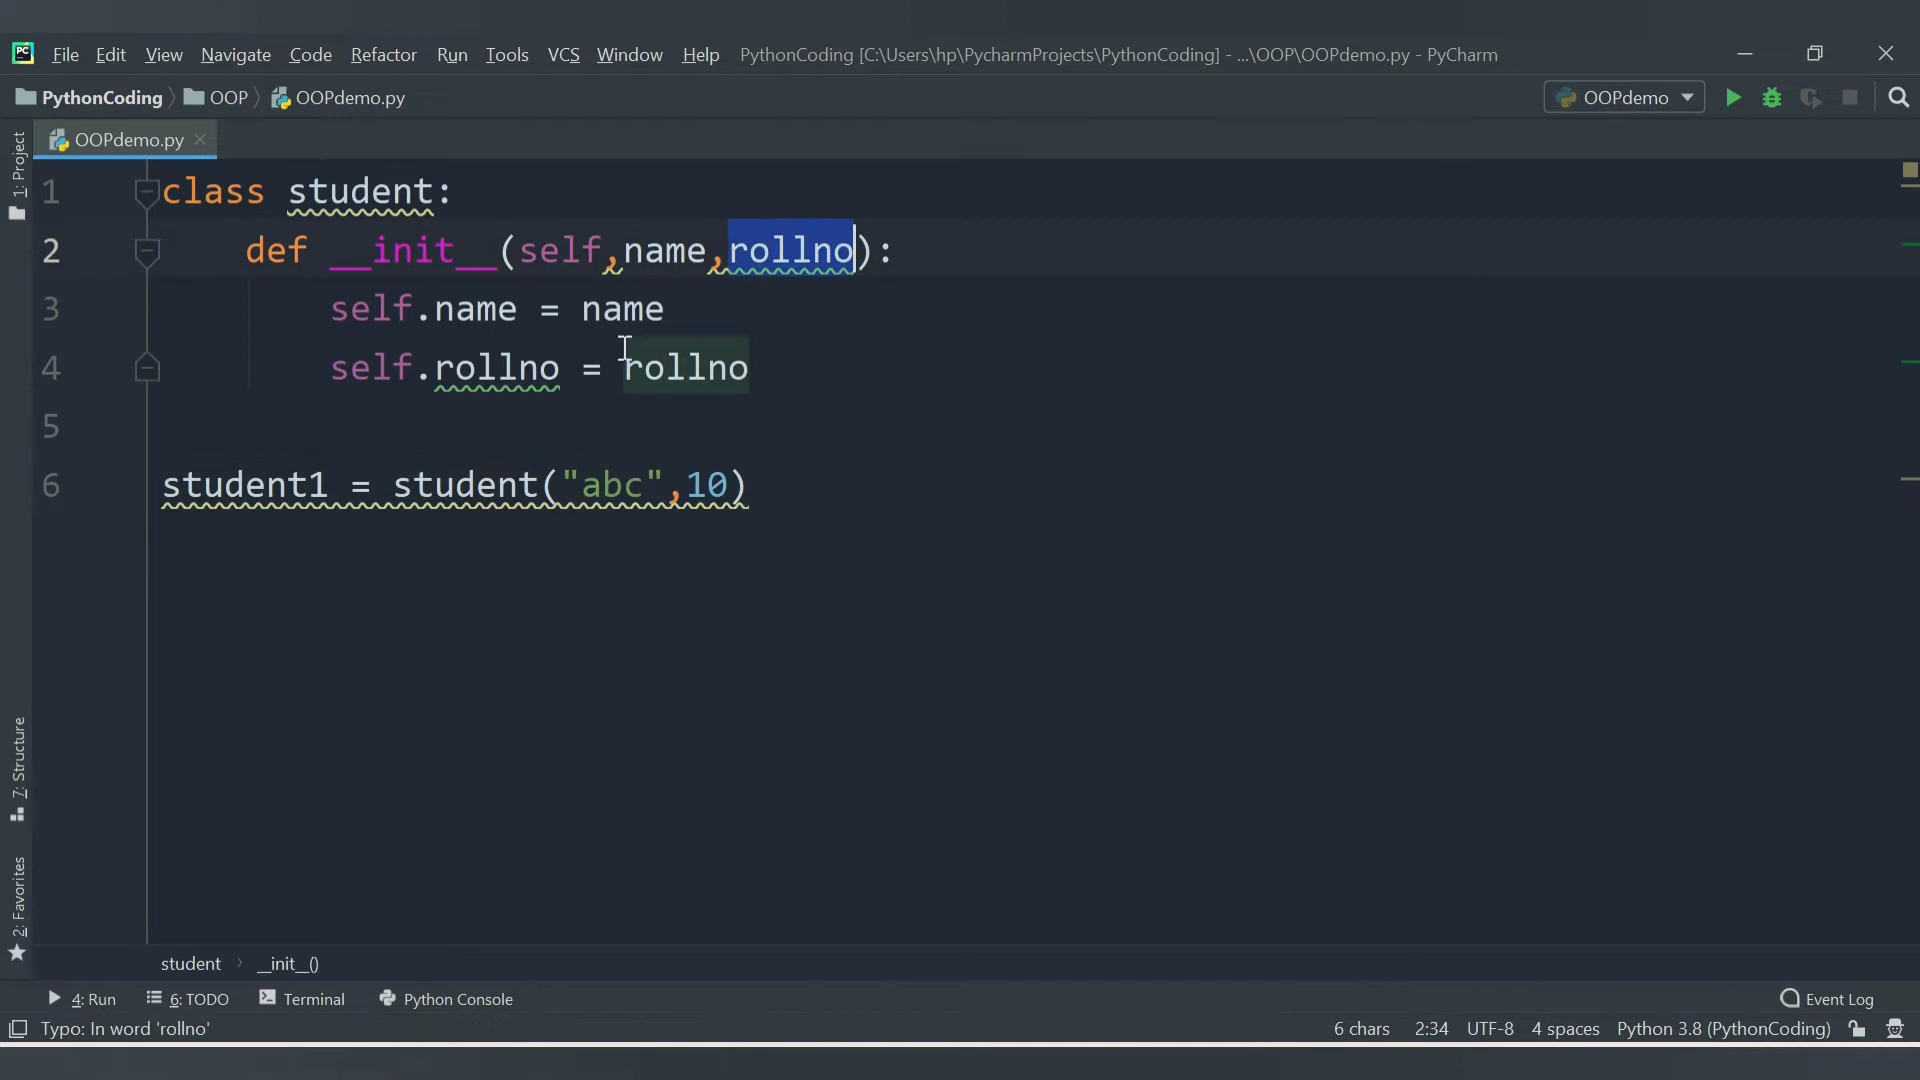 PC File Edit View Navigate Code Refactor Run Tools VCS Window Help PythonCoding [C:\Users\hp\PycharmProjects\PythonCoding] - ...\OOP\OOPdemo.py - PyCharm
PythonCoding OOP OOPdemo.py OOPdemo
1: Project
OOPdemo.py
1 class student:
2 def __init__(self,name,rollno):
3 self.name = name
4 self.rollno = rollno
5
6 student1 = student("abc",10)
7: Structure
2: Favorites
student __init__()
4: Run 6: TODO Terminal Python Console Event Log
Typo: In word 'rollno' 6 chars 2:34 UTF-8 4 spaces Python 3.8 (PythonCoding)